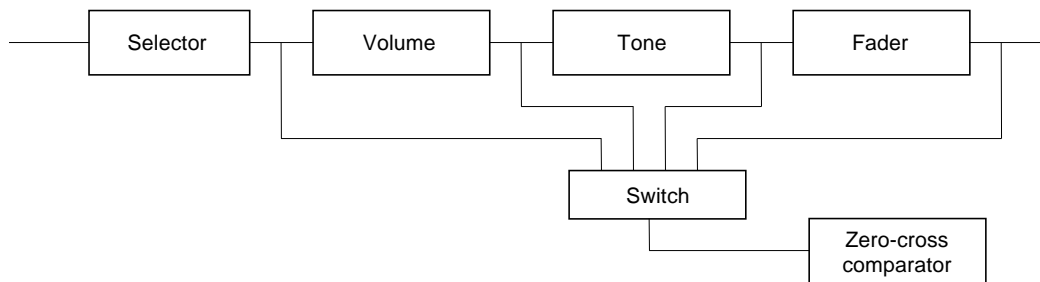 Selector
Volume
Tone
Fader
Switch
Zero-cross
comparator